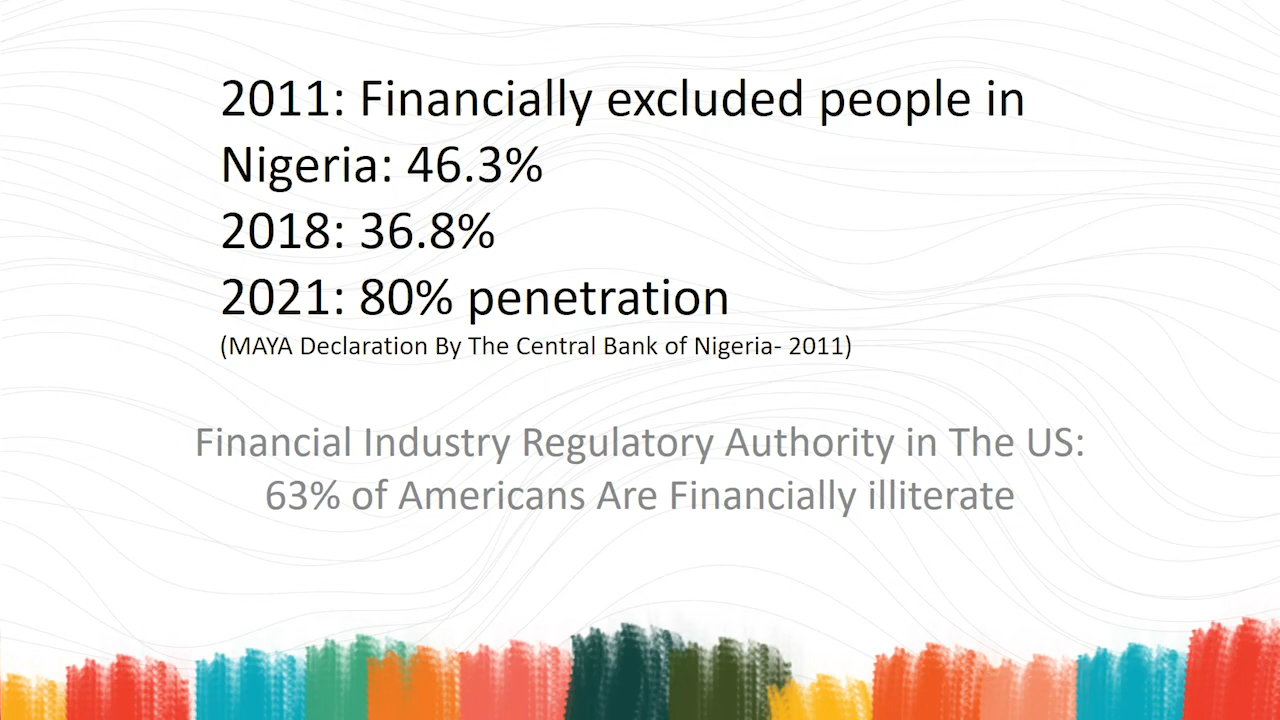 2011: Financially excluded people in
Nigeria: 46.3%
2018: 36.8%
2021: 80% penetration
(MAYA Declaration By The Central Bank of Nigeria- 2011)
Financial Industry Regulatory Authority in The US:
63% of Americans Are Financially illiterate